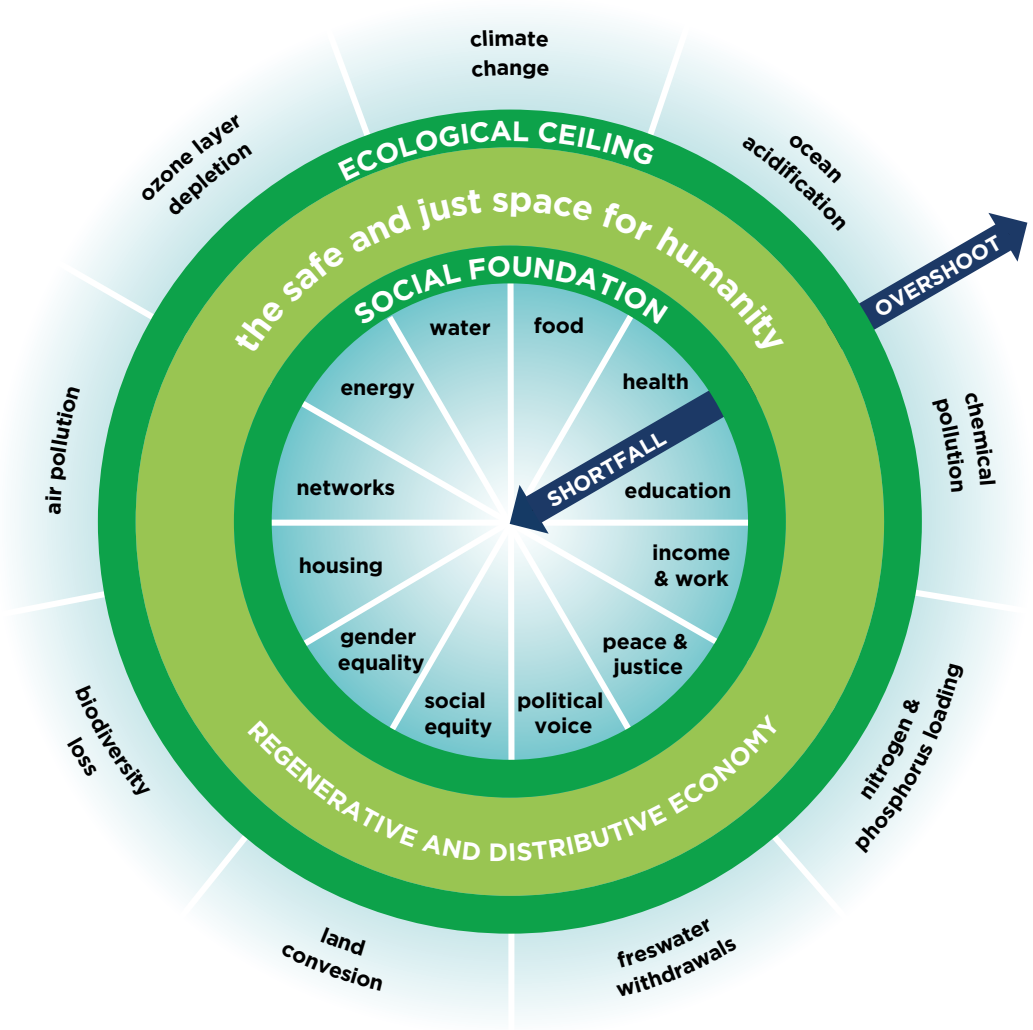 climate
change
ozone layer
depletion
ocean
acidification
ECOLOGICAL CEILING
the safe and just space for humanity
OVERSHOOT
SOCIAL FOUNDATION
water
food
energy
health
air pollution
chemical
pollution
SHORTFALL
networks
education
housing
income
& work
gender
equality
peace &
justice
social
equity
political
voice
biodiversity
loss
nitrogen &
phosphorus loading
REGENERATIVE AND DISTRIBUTIVE ECONOMY
land
convesion
freswater
withdrawals